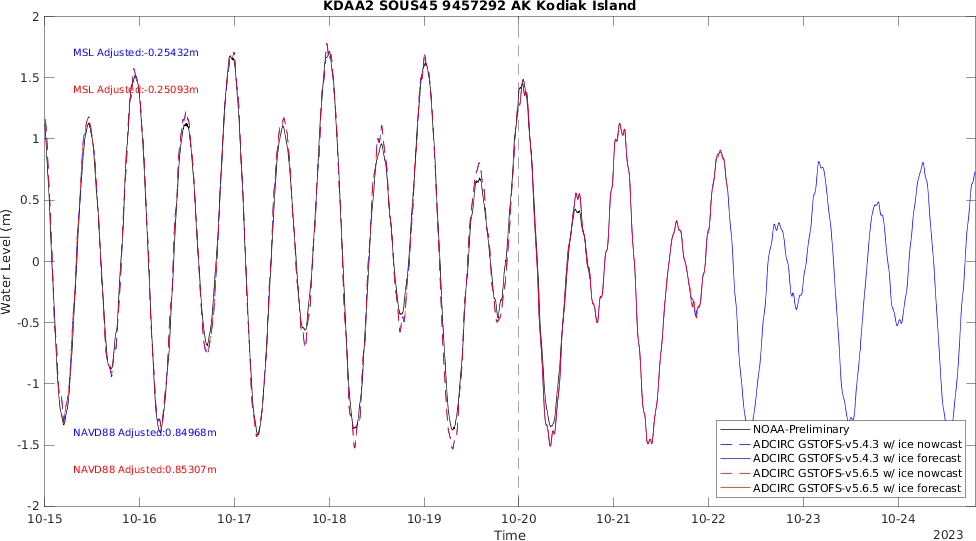 KDAA2 SOUS45 9457292 AK Kodiak Island
2
MSL Adjusted:-0.25432m
1.5
MSL Adjusted:-0.25093m
1
0.5
0
Water Level (m)
-0.5
-1
NAVD88 Adjusted:0.84968m
-1.5
NAVD88 Adjusted:0.85307m
-2
NOAA-Preliminary
ADCIRC GSTOFS-v5.4.3 w/ ice nowcast
ADCIRC GSTOFS-v5.4.3 w/ ice forecast
ADCIRC GSTOFS-v5.6.5 w/ ice nowcast
ADCIRC GSTOFS-v5.6.5 w/ ice forecast
10-15 10-16 10-17 10-18 10-19 10-20 10-21 10-22 10-23 10-24
Time
2023